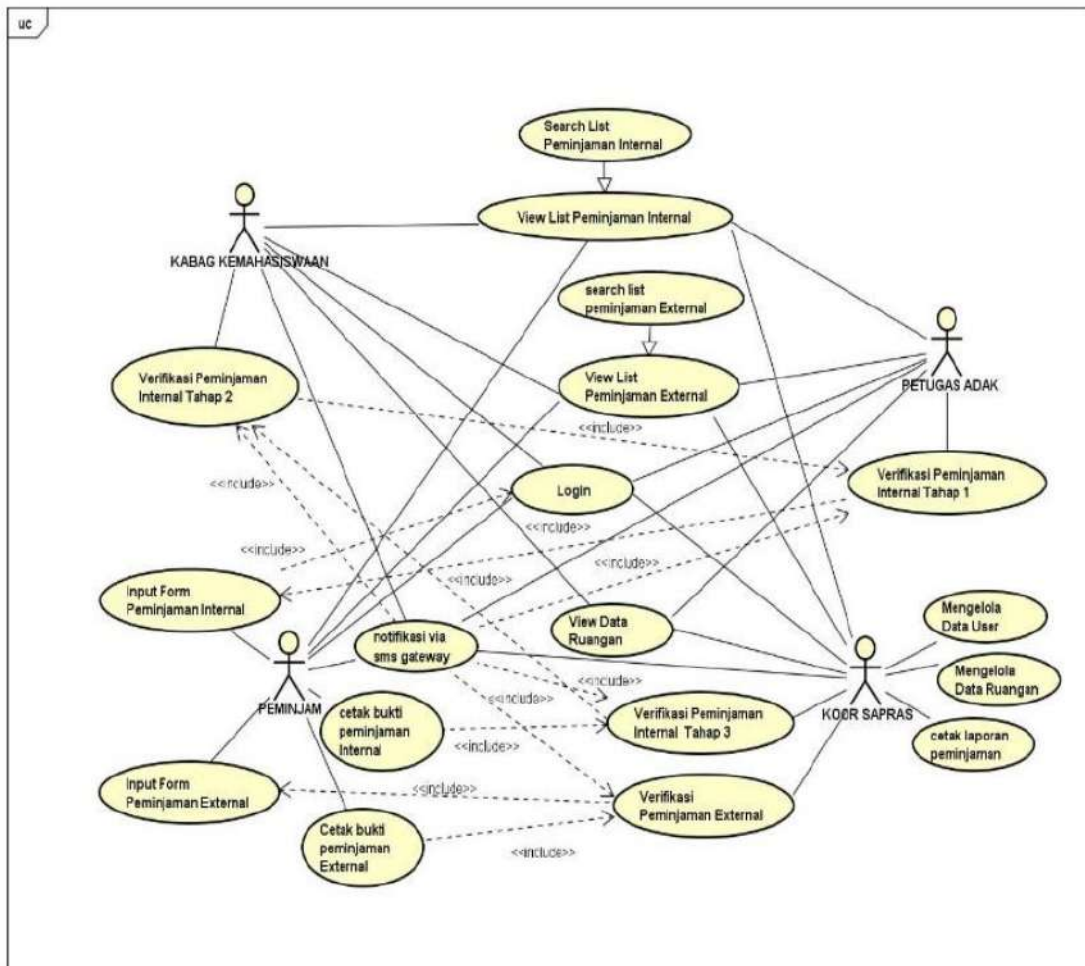 uc
Search List
Peminjaman Internal
View List Peminjaman Internal
KABAG KEMAHASISWAAN
search list
peminjaman External
View List
Peminjaman External
PETUGAS ADAK
Verifikasi Peminjaman
Internal Tahap 2
<<include>>
Verifikasi Peminjaman
Internal Tahap 1
<<include>>
Login
<<include>>
<<include>>
<<include>>
<<include>>
Input Form
Peminjaman Internal
notifikasi via
sms gateway
View Data
Ruangan
Mengelola
Data User
Mengelola
Data Ruangan
PEMINJAM
<<include>>
KOOR SAPRAS
cetak bukti
peminjaman
Internal
<<include>>
Verifikasi Peminjaman
Internal Tahap 3
cetak laporan
peminjaman
Input Form
Peminjaman External
<<include>>
Verifikasi
Peminjaman External
Cetak bukti
peminjaman
External
<<include>>